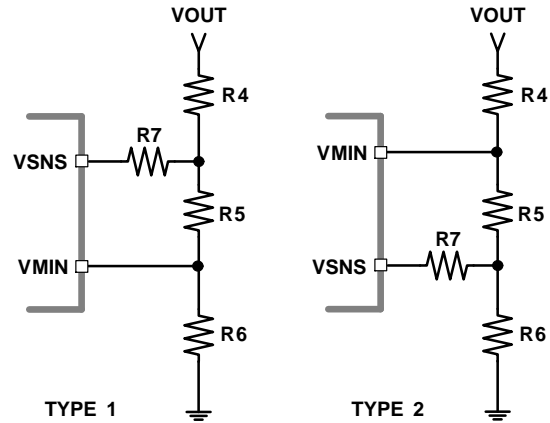 VOUT
R4
R7
VSNS
R5
VMIN
R6
TYPE 1
VOUT
R4
VMIN
R5
R7
VSNS
R6
TYPE 2